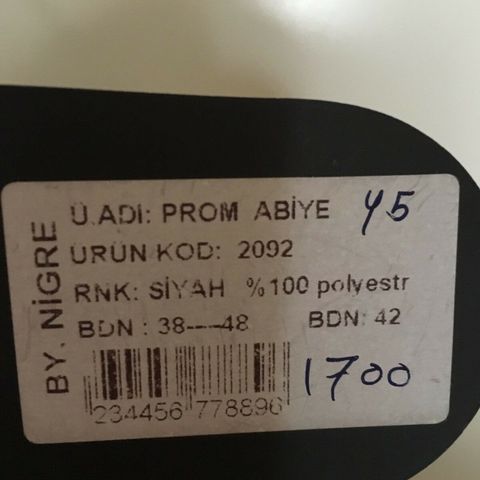 BY. NİGRE
Ü.ADİ: PROM ABİYE
45
ÜRÜN KOD: 2092
RNK: SİYAH %100 polyestr
BDN : 38----48 BDN: 42
234456 778896
1700